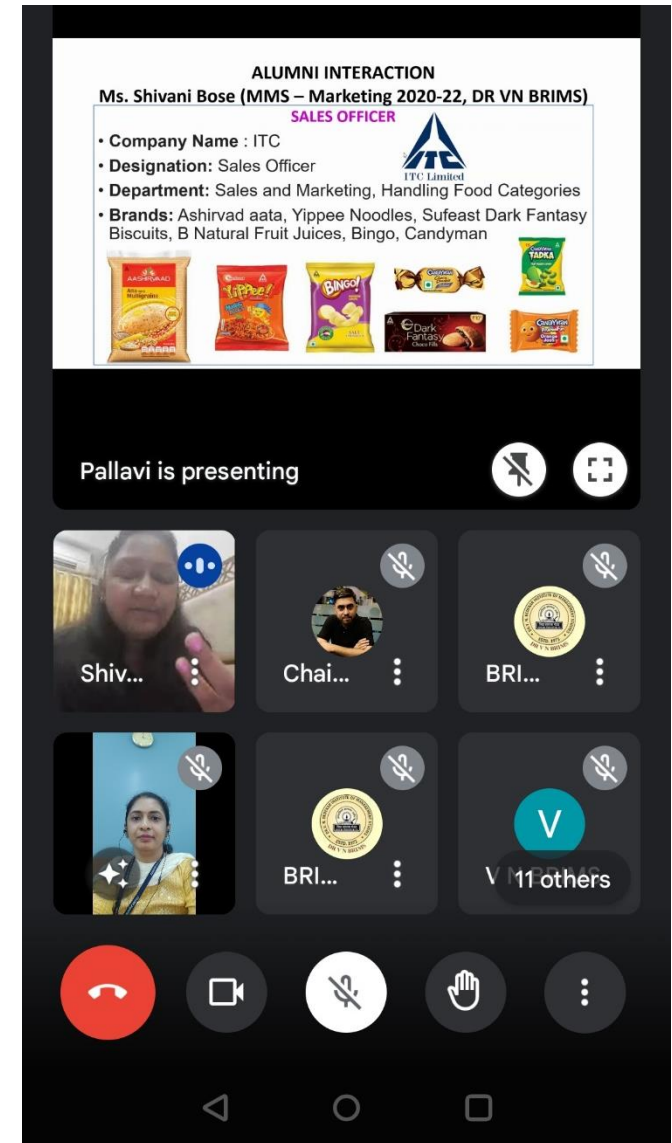 ALUMNI INTERACTION
Ms. Shivani Bose (MMS – Marketing 2020-22, DR VN BRIMS)
SALES OFFICER
• Company Name : ITC
• Designation: Sales Officer
• Department: Sales and Marketing, Handling Food Categories
• Brands: Ashirvad aata, Yippee Noodles, Sufeast Dark Fantasy
Biscuits, B Natural Fruit Juices, Bingo, Candyman
ITC Limited
AASHIRVAAD
YiPPee!
BiNGO!
TADKA
Dark
Fantasy
Choco Fills
Pallavi is presenting
Shiv...
Chai...
BRI...
BRI...
V
11 others